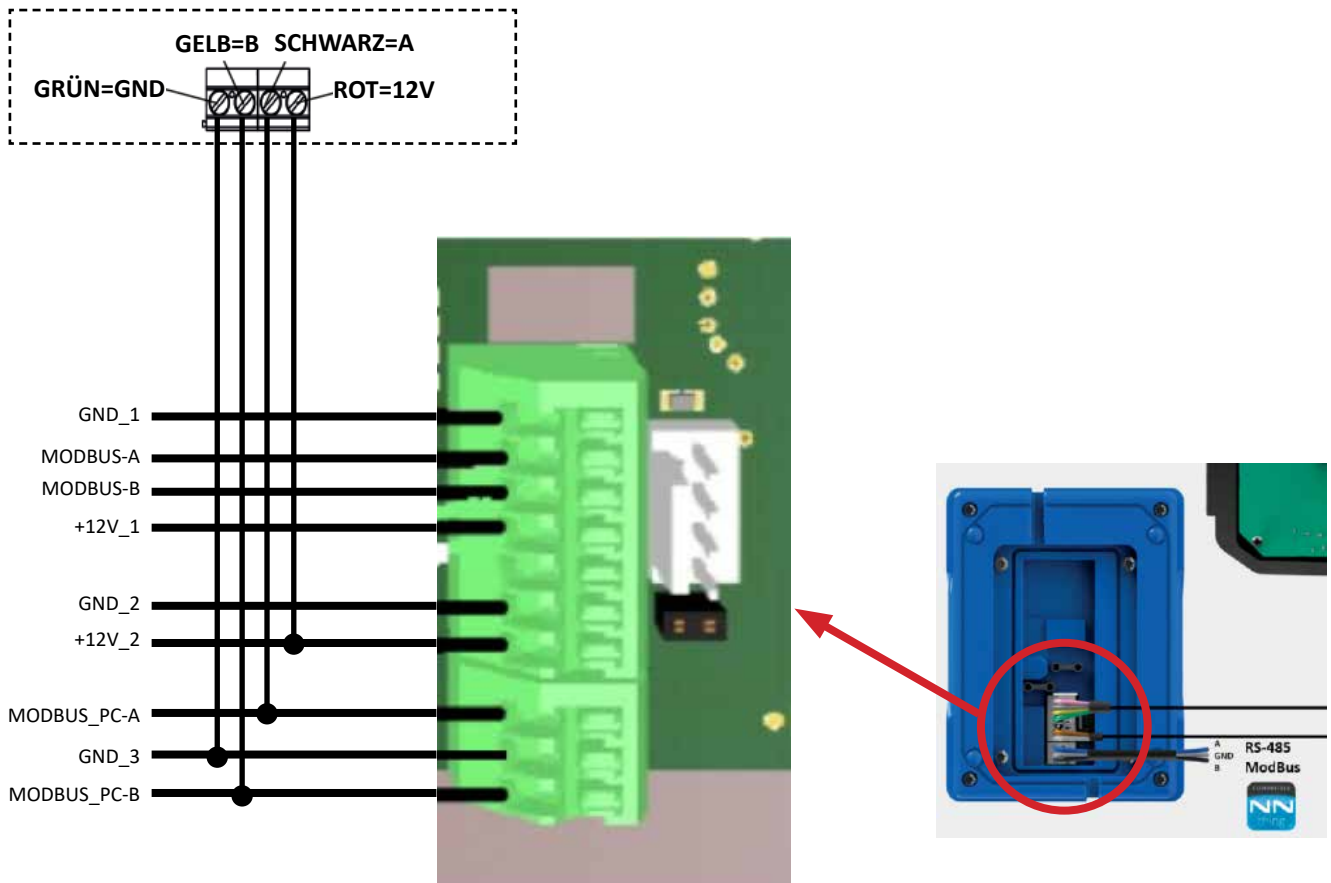 GELB=B SCHWARZ=A
GRÜN=GND
ROT=12V
GND_1
MODBUS-A
MODBUS-B
+12V_1
GND_2
+12V_2
MODBUS_PC-A
GND_3
MODBUS_PC-B
A
GND
B
RS-485
ModBus
NN